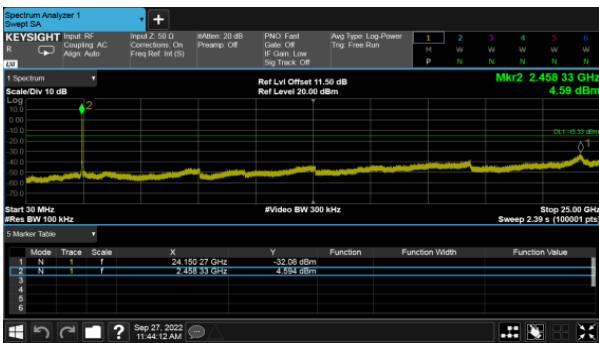 Spectrum Analyzer 1
Swept SA
+
KEYSIGHT Input: RF Input Z: 50 Ω #Atten: 20 dB PNO: Fast Avg Type: Log-Power 1 2 3 4 5 6
R Coupling: AC Corrections: On Preamp: Off Gate: Off Trig: Free Run M W W W W W
Align: Auto Freq Ref: Int (S) IF Gain: Low P N N N N N
Sig Track: Off
1 Spectrum Ref Lvl Offset 11.50 dB Mkr2 2.458 33 GHz
Scale/Div 10 dB Ref Level 20.00 dBm 4.59 dBm
Log
10.0 2
0.00
-10.0
DL1 -15.33 dBm
-20.0
-30.0 1
-40.0
-50.0
-60.0
-70.0
Start 30 MHz #Video BW 300 kHz Stop 25.00 GHz
#Res BW 100 kHz Sweep 2.39 s (100001 pts)
5 Marker Table
Mode Trace Scale X Y Function Function Width Function Value
1 N 1 f 24.150 27 GHz -32.08 dBm
2 N 1 f 2.458 33 GHz 4.594 dBm
3
4
5
6
? Sep 27, 2022
11:44:12 AM